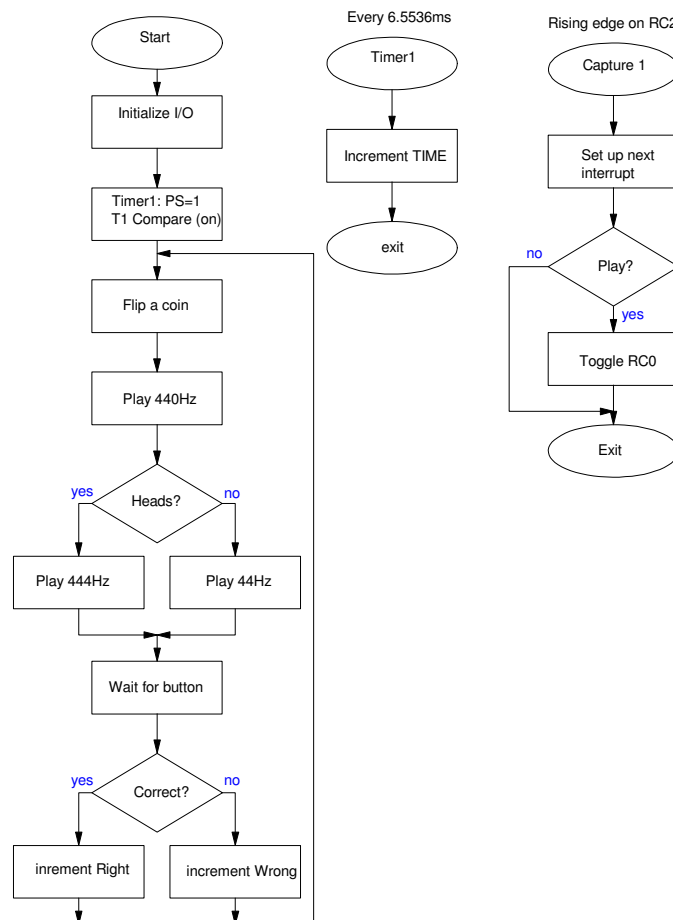 Start
Initialize I/O
Timer1: PS=1
T1 Compare (on)
Flip a coin
Play 440Hz
yes
Heads?
no
Play 444Hz
Play 44Hz
Wait for button
yes
Correct?
no
inrement Right
increment Wrong
Every 6.5536ms
Timer1
Increment TIME
exit
Rising edge on RC2
Capture 1
Set up next
interrupt
no
Play?
yes
Toggle RC0
Exit